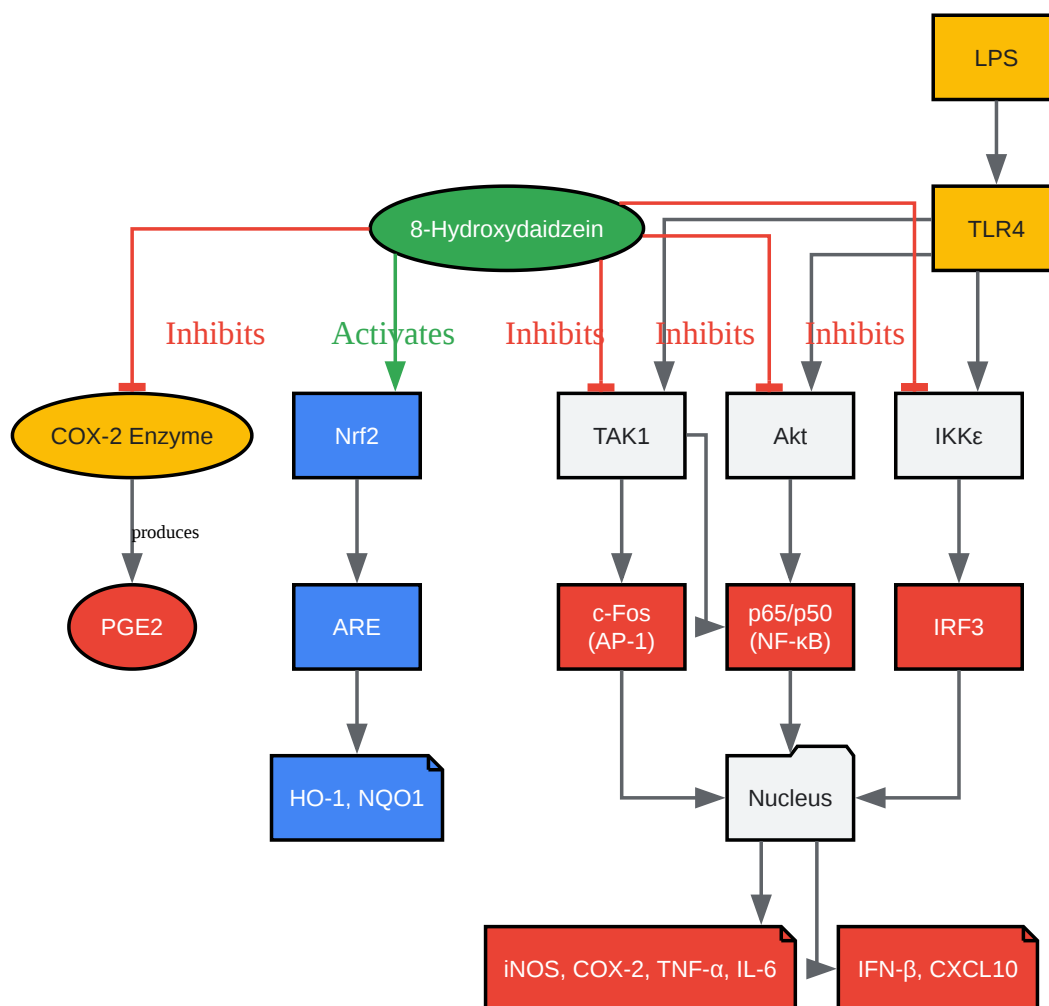 LPS
8-Hydroxydaidzein
TLR4
Inhibits
Activates
Inhibits
Inhibits
Inhibits
COX-2 Enzyme
Nrf2
TAK1
Akt
IKKε
produces
PGE2
ARE
c-Fos
(AP-1)
p65/p50
(NF-κB)
IRF3
HO-1, NQO1
Nucleus
iNOS, COX-2, TNF-α, IL-6
IFN-β, CXCL10